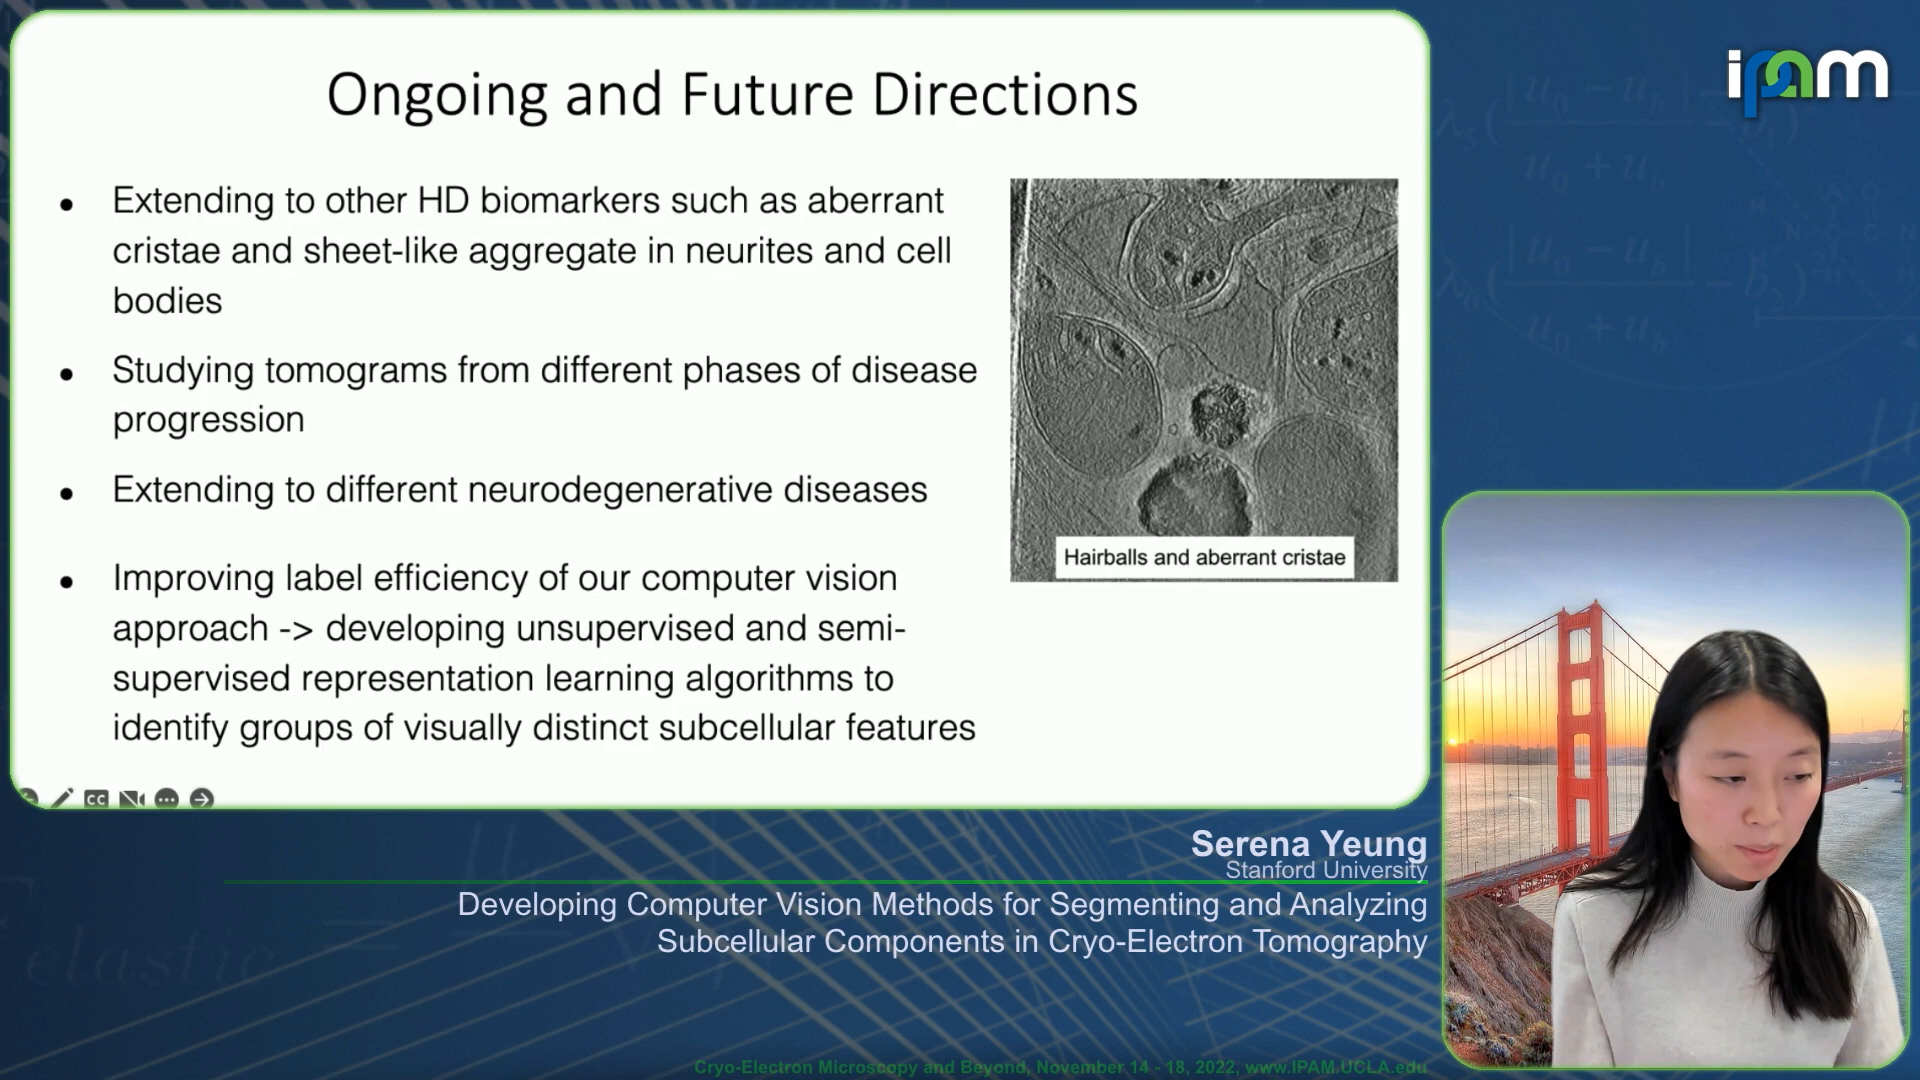 Ongoing and Future Directions
• Extending to other HD biomarkers such as aberrant
cristae and sheet-like aggregate in neurites and cell
bodies
• Studying tomograms from different phases of disease
progression
• Extending to different neurodegenerative diseases
• Improving label efficiency of our computer vision
approach -> developing unsupervised and semi-
supervised representation learning algorithms to
identify groups of visually distinct subcellular features
Hairballs and aberrant cristae
CC
ipam
Serena Yeung
Stanford University
Developing Computer Vision Methods for Segmenting and Analyzing
Subcellular Components in Cryo-Electron Tomography
elastic
Cryo-Electron Microscopy and Beyond, November 14 - 18, 2022, www.IPAM.UCLA.edu